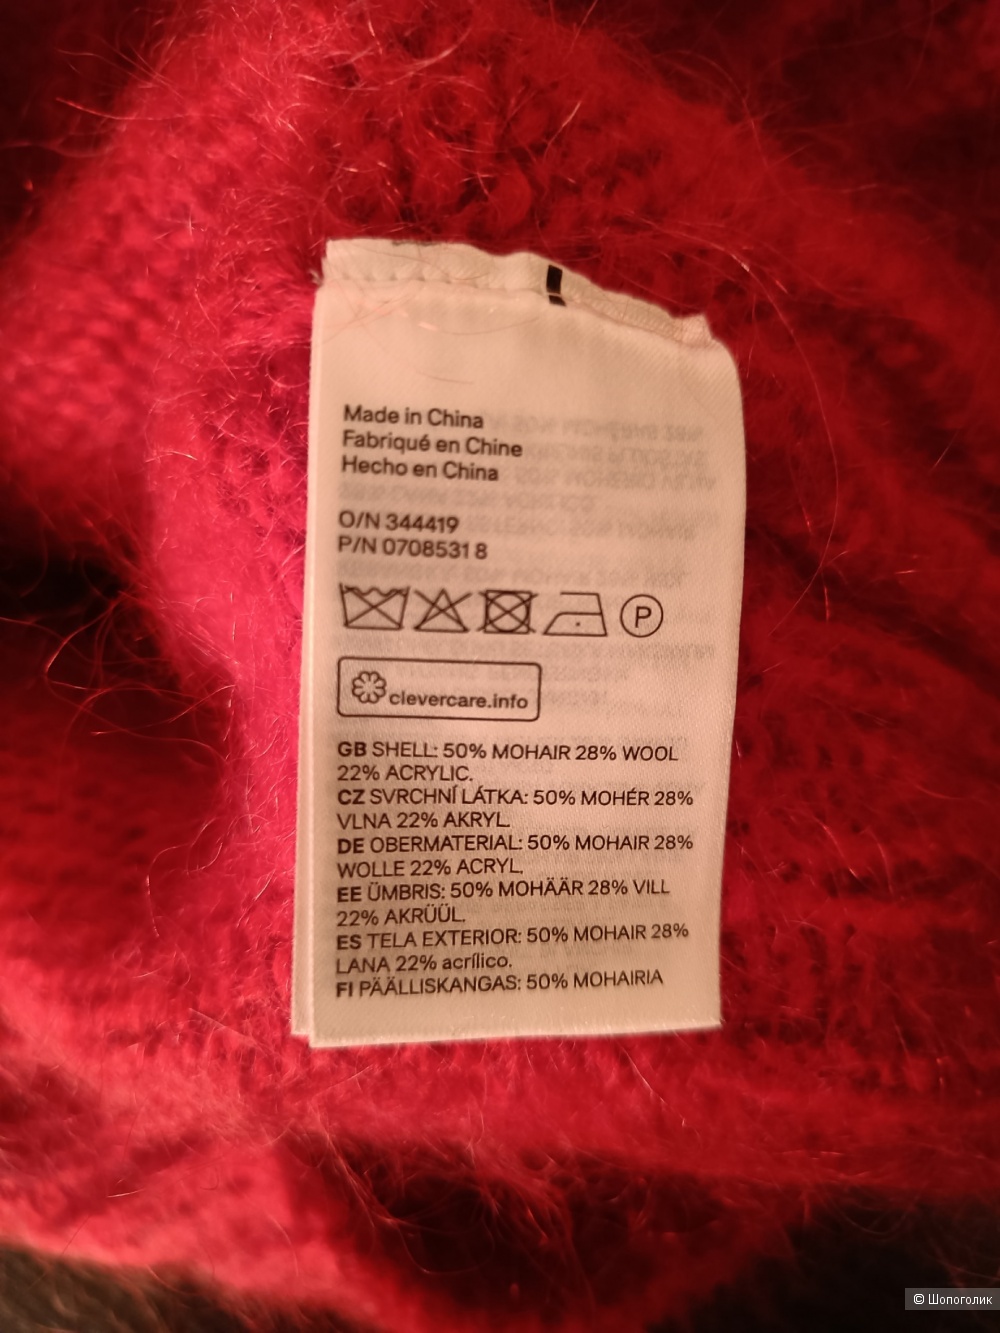 Made in China
Fabriqué en Chine
Hecho en China
O/N 344419
P/N 0708531 8
P
clevercare.info
GB SHELL: 50% MOHAIR 28% WOOL
22% ACRYLIC.
CZ SVRCHNÍ LÁTKA: 50% MOHÉR 28%
VLNA 22% AKRYL.
DE OBERMATERIAL: 50% MOHAIR 28%
WOLLE 22% ACRYL.
EE ÜMBRIS: 50% MOHÄÄR 28% VILL
22% AKRÜÜL.
ES TELA EXTERIOR: 50% MOHAIR 28%
LANA 22% acrílico.
FI PÄÄLLISKANGAS: 50% MOHAIRIA
© Шопоголик